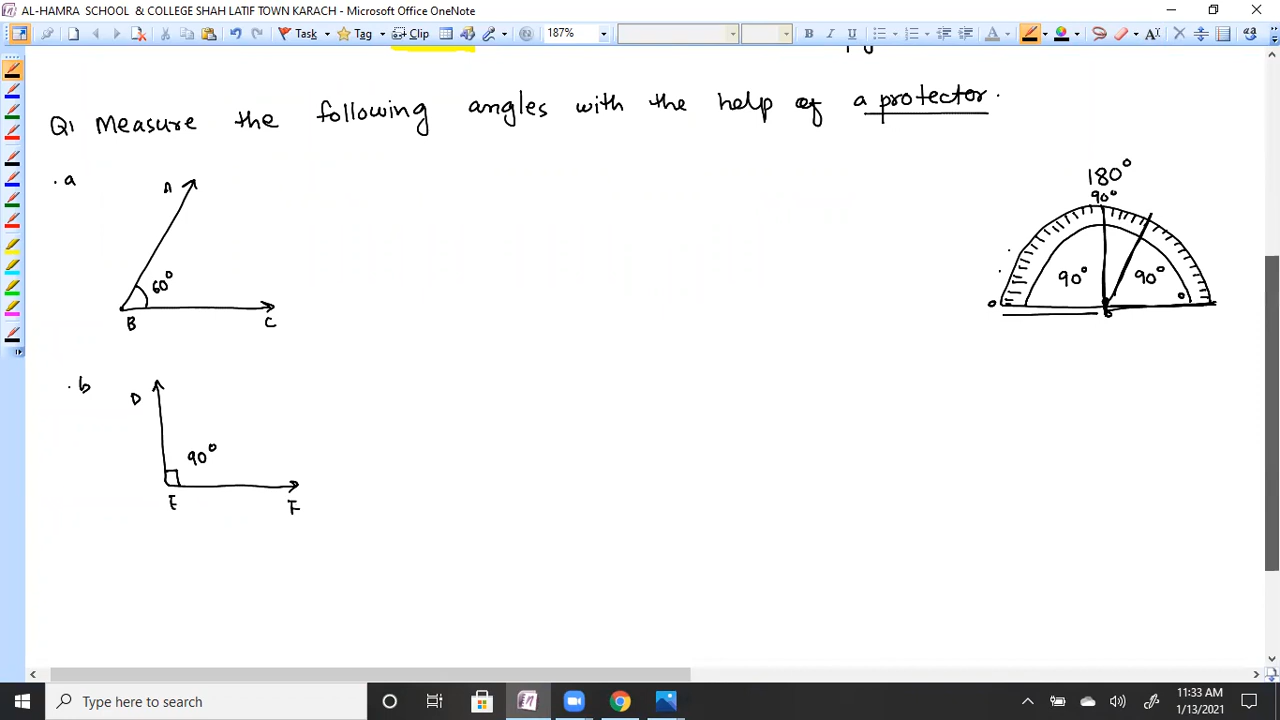 AL-HAMRA SCHOOL & COLLEGE SHAH LATIF TOWN KARACH - Microsoft Office OneNote
Task Tag Clip 187% B I U
Q1 Measure the following angles with the help of a protector.
.a
A
60°
B C
180°
90°
90° 90°
0 0
.b
D
90°
E F
Type here to search
11:33 AM
1/13/2021